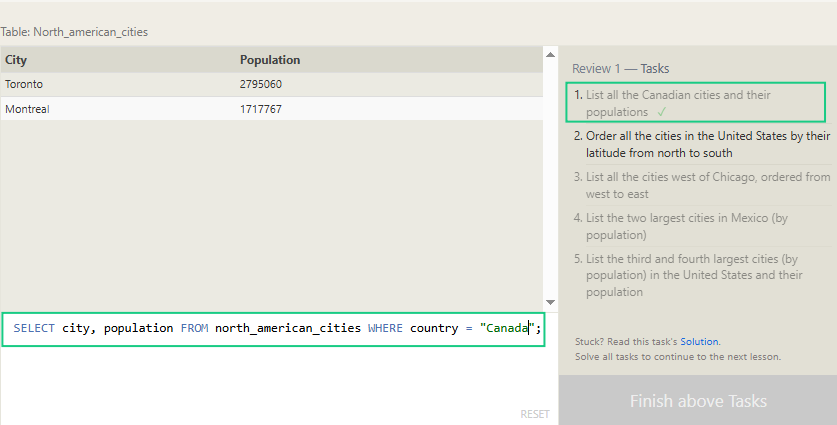 Table: North_american_cities
City Population
Toronto 2795060
Montreal 1717767
SELECT city, population FROM north_american_cities WHERE country = "Canada";
RESET
Review 1 — Tasks
1. List all the Canadian cities and their
populations ✓
2. Order all the cities in the United States by their
latitude from north to south
3. List all the cities west of Chicago, ordered from
west to east
4. List the two largest cities in Mexico (by
population)
5. List the third and fourth largest cities (by
population) in the United States and their
population
Stuck? Read this task's Solution.
Solve all tasks to continue to the next lesson.
Finish above Tasks